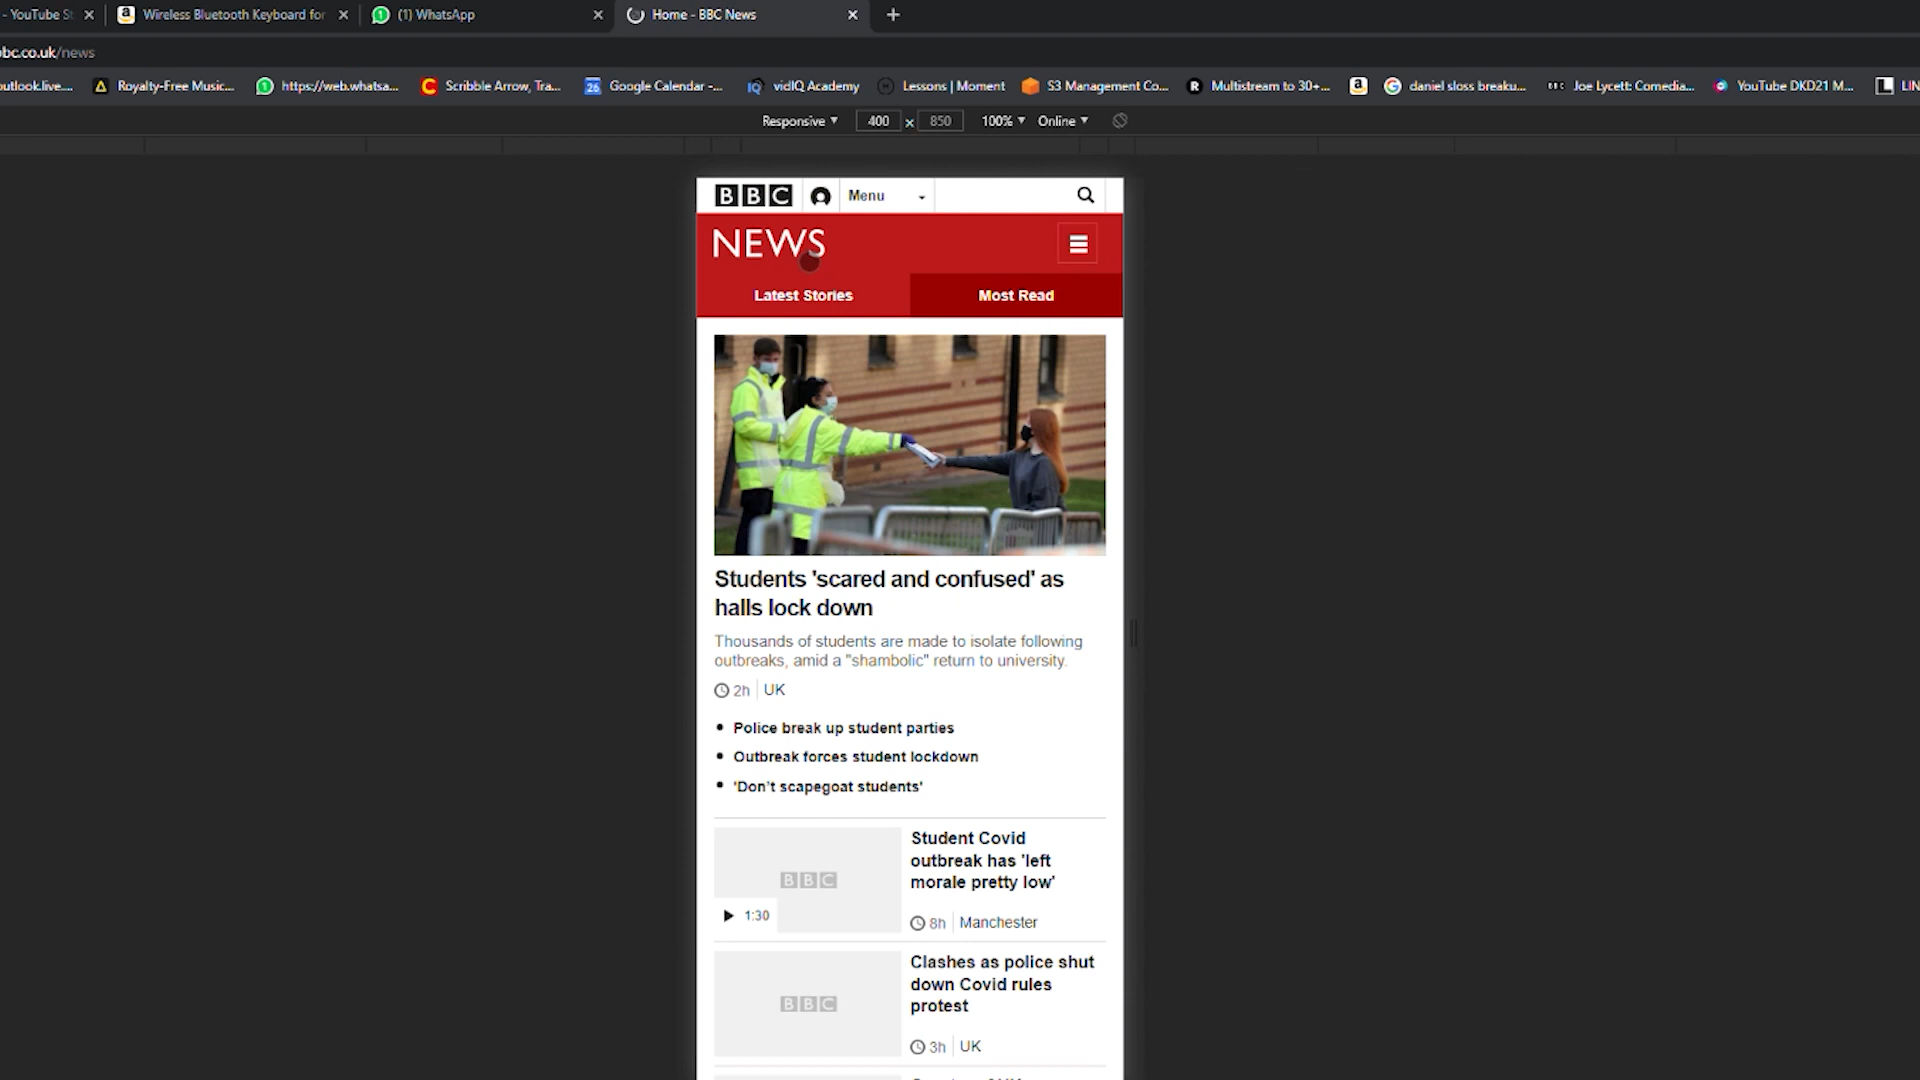 - YouTube St
Wireless Bluetooth Keyboard for
(1) WhatsApp
Home - BBC News
bbc.co.uk/news
outlook.live....
Royalty-Free Music...
https://web.whatsa...
Scribble Arrow, Tra...
26
Google Calendar -...
vidIQ Academy
Lessons | Moment
S3 Management Co...
R
Multistream to 30+...
daniel sloss breaku...
Joe Lycett: Comedia...
YouTube DKD21 M...
LIN
Responsive
400 x 850
100%
Online
BBC
Menu
NEWS
Latest Stories
Most Read
Students 'scared and confused' as
halls lock down
Thousands of students are made to isolate following
outbreaks, amid a "shambolic" return to university.
2h
UK
Police break up student parties
Outbreak forces student lockdown
'Don't scapegoat students'
BBC
1:30
Student Covid
outbreak has 'left
morale pretty low'
8h
Manchester
BBC
Clashes as police shut
down Covid rules
protest
3h
UK